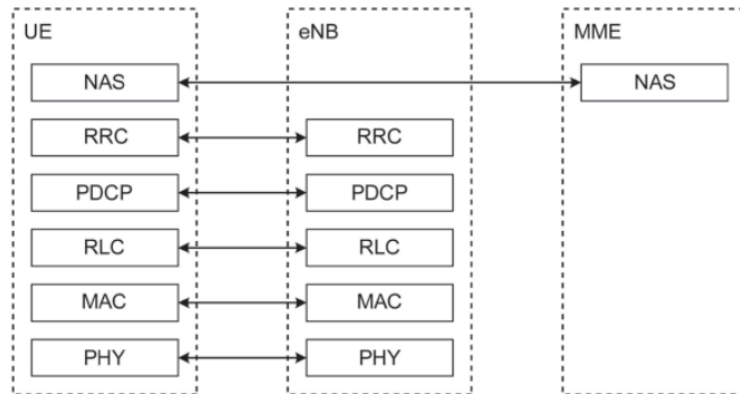 UE eNB MME
NAS NAS
RRC RRC
PDCP PDCP
RLC RLC
MAC MAC
PHY PHY